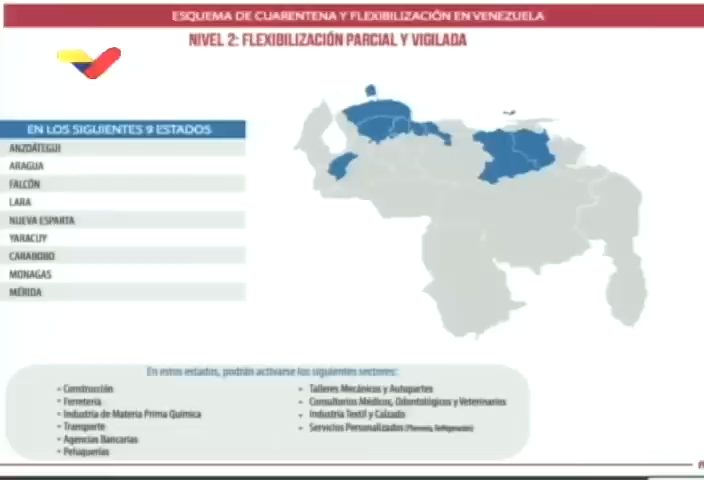 ESQUEMA DE CUARENTENA Y FLEXIBILIZACIÓN EN VENEZUELA
NIVEL 2: FLEXIBILIZACIÓN PARCIAL Y VIGILADA
EN LOS SIGUIENTES 9 ESTADOS
ANZOÁTEGUI
ARAGUA
FALCÓN
LARA
NUEVA ESPARTA
YARACUY
CARABOBO
MONAGAS
MÉRIDA
En estos estados, podrán activarse los siguientes sectores:
• Construcción
• Ferretería
• Industria de Materia Prima Química
• Transporte
• Agencias Bancarias
• Peluquerías
• Talleres Mecánicos y Autopartes
• Consultorios Médicos, Odontológicos y Veterinarios
• Industria Textil y Calzado
• Servicios Personalizados (Plomería, Refrigeración)